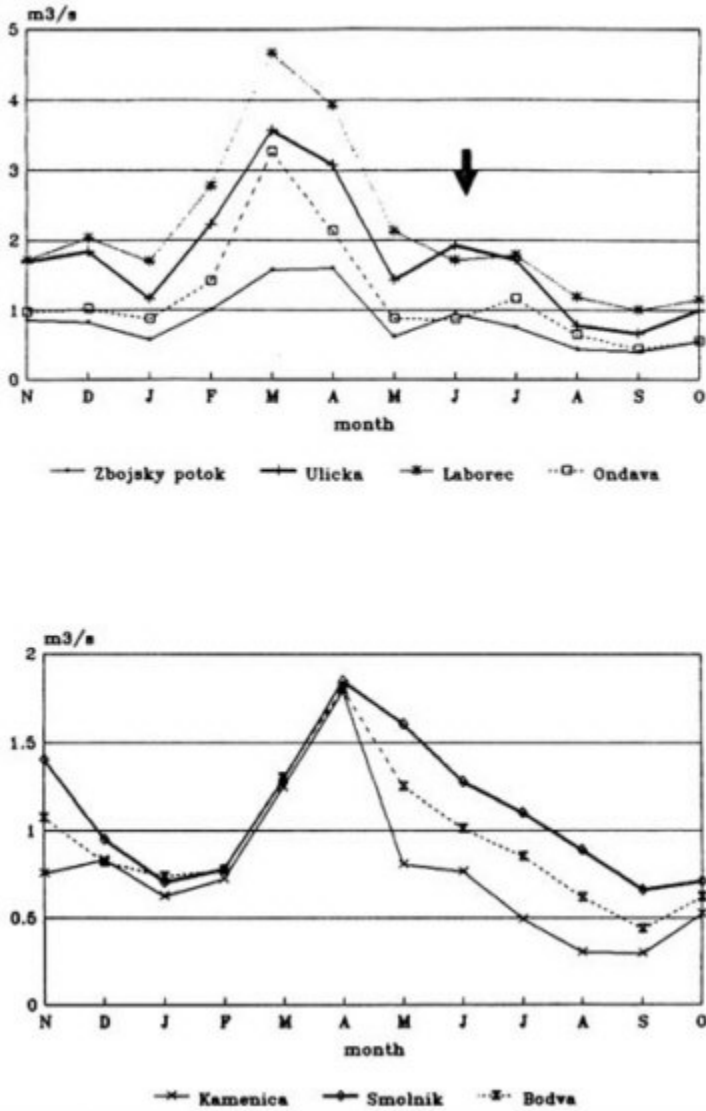 m3/s
5
4
3
2
1
0
N D J F M A M J J A S O
month
Zbojsky potok Ulicka Laborec Ondava
m3/s
2
1.5
1
0.5
0
N D J F M A M J J A S O
month
Kamenica Smolnik Bodva